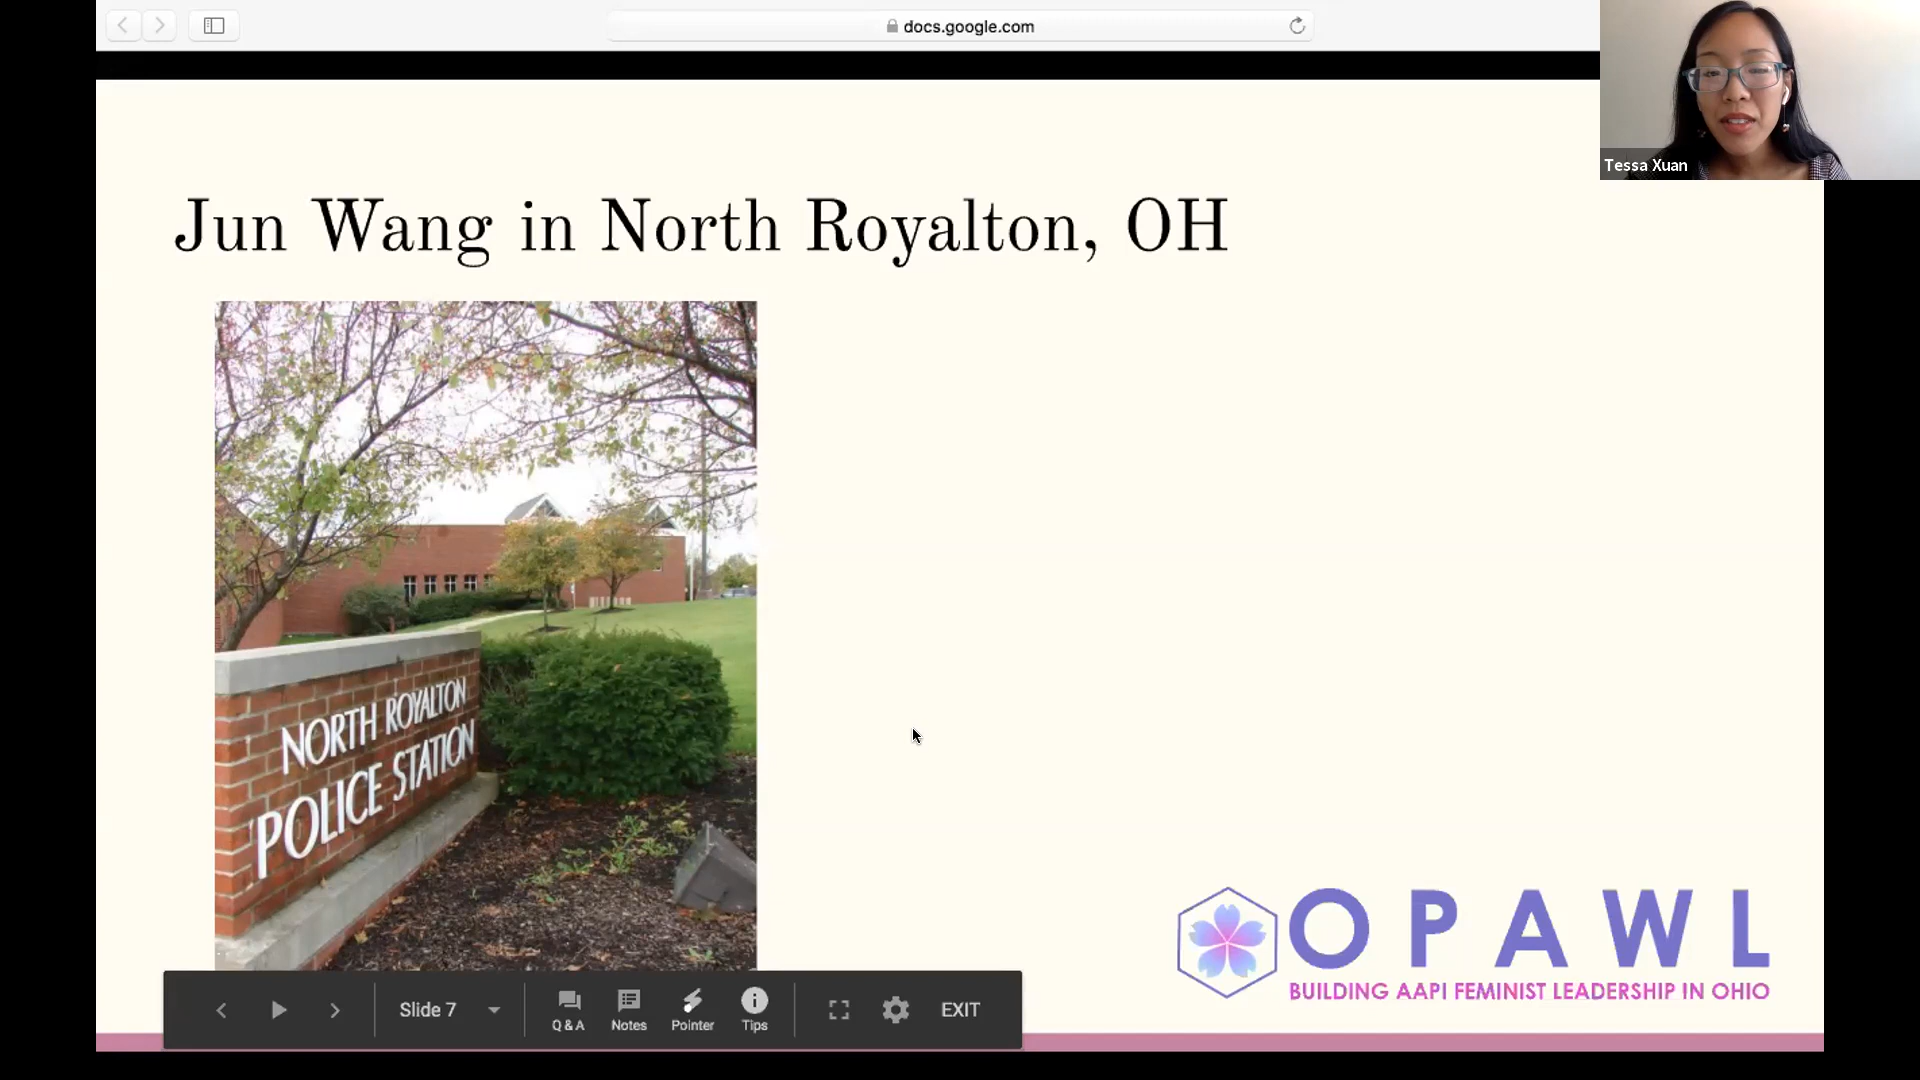 docs.google.com
Tessa Xuan
Jun Wang in North Royalton, OH
NORTH ROYALTON
POLICE STATION
OPAWL
BUILDING AAPI FEMINIST LEADERSHIP IN OHIO
Slide 7
Q & A
Notes
Pointer
Tips
EXIT